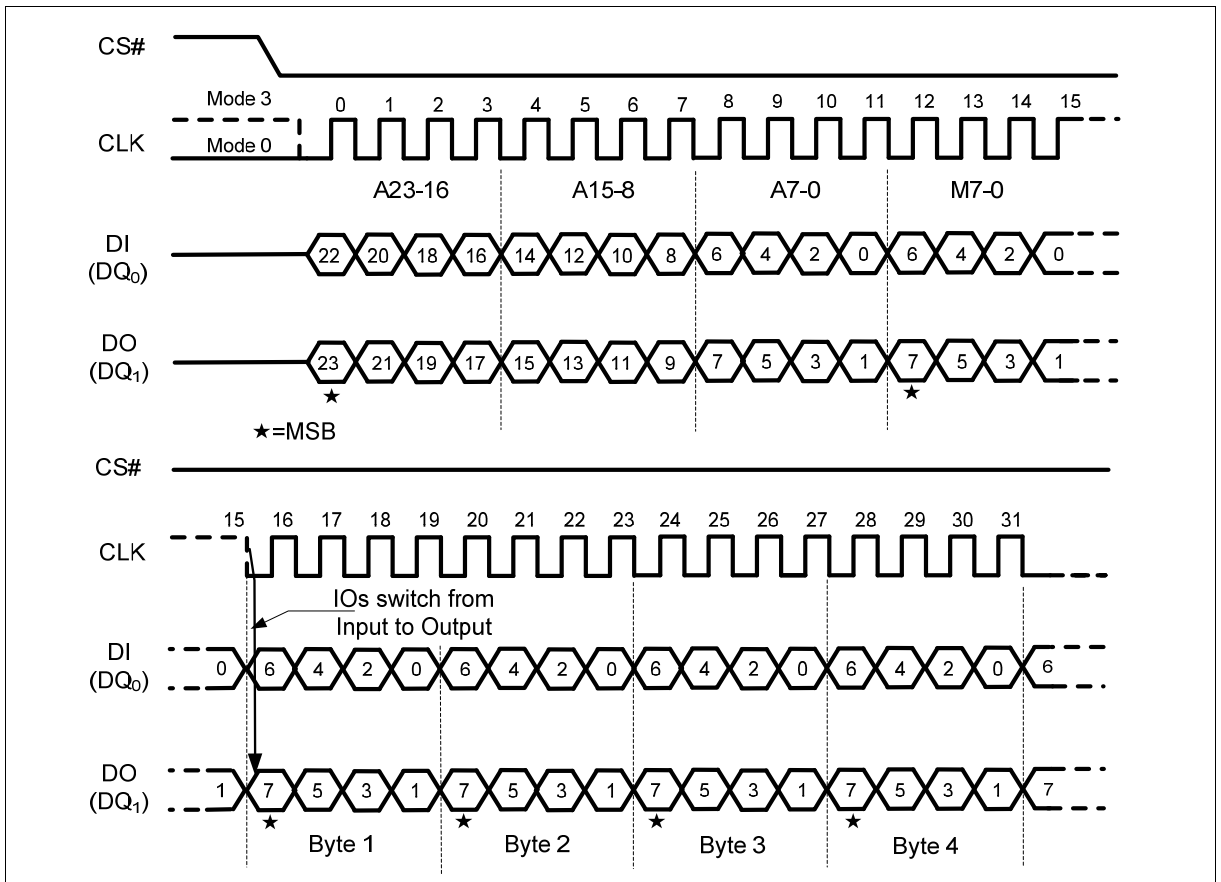 CS#
Mode 3
0 1 2 3 4 5 6 7 8 9 10 11 12 13 14 15
CLK
Mode 0
A23-16 A15-8 A7-0 M7-0
DI
(DQ0)
22 20 18 16 14 12 10 8 6 4 2 0 6 4 2 0
DO
(DQ1)
23 21 19 17 15 13 11 9 7 5 3 1 7 5 3 1
★ ★
★=MSB
CS#
15 16 17 18 19 20 21 22 23 24 25 26 27 28 29 30 31
CLK
IOs switch from
Input to Output
DI
(DQ0)
0 6 4 2 0 6 4 2 0 6 4 2 0 6 4 2 0 6
DO
(DQ1)
1 7 5 3 1 7 5 3 1 7 5 3 1 7 5 3 1 7
★ ★ ★ ★
Byte 1 Byte 2 Byte 3 Byte 4